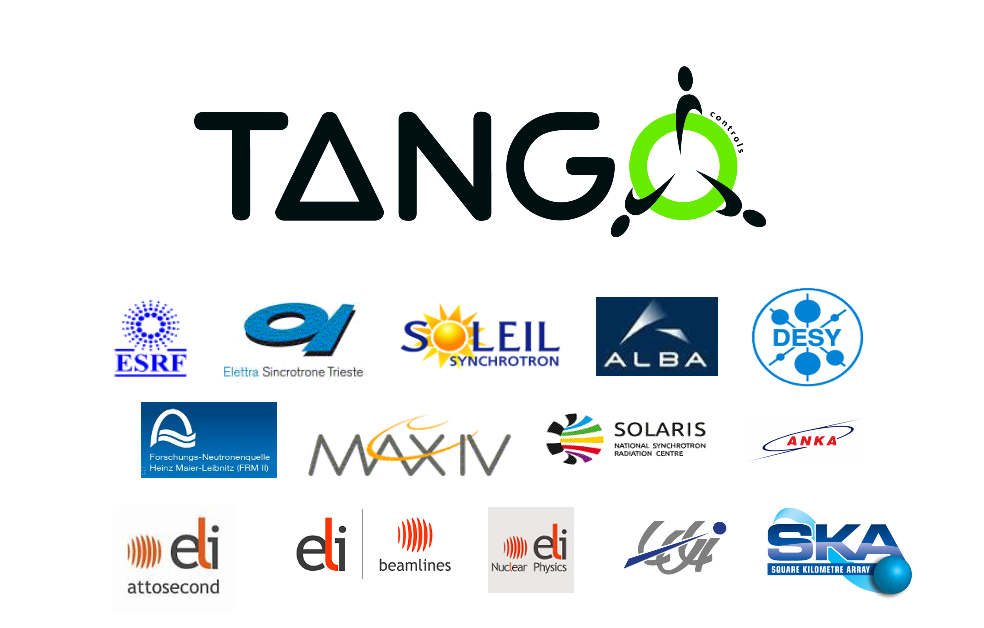 TANGO
controls
ESRF
Elettra Sincrotrone Trieste
SOLEIL
SYNCHROTRON
ALBA
DESY
Forschungs-Neutronenquelle
Heinz Maier-Leibnitz (FRM II)
MAX IV
SOLARIS
NATIONAL SYNCHROTRON
RADIATION CENTRE
ANKA
eli
attosecond
eli
beamlines
eli
Nuclear Physics
SKA
SQUARE KILOMETRE ARRAY